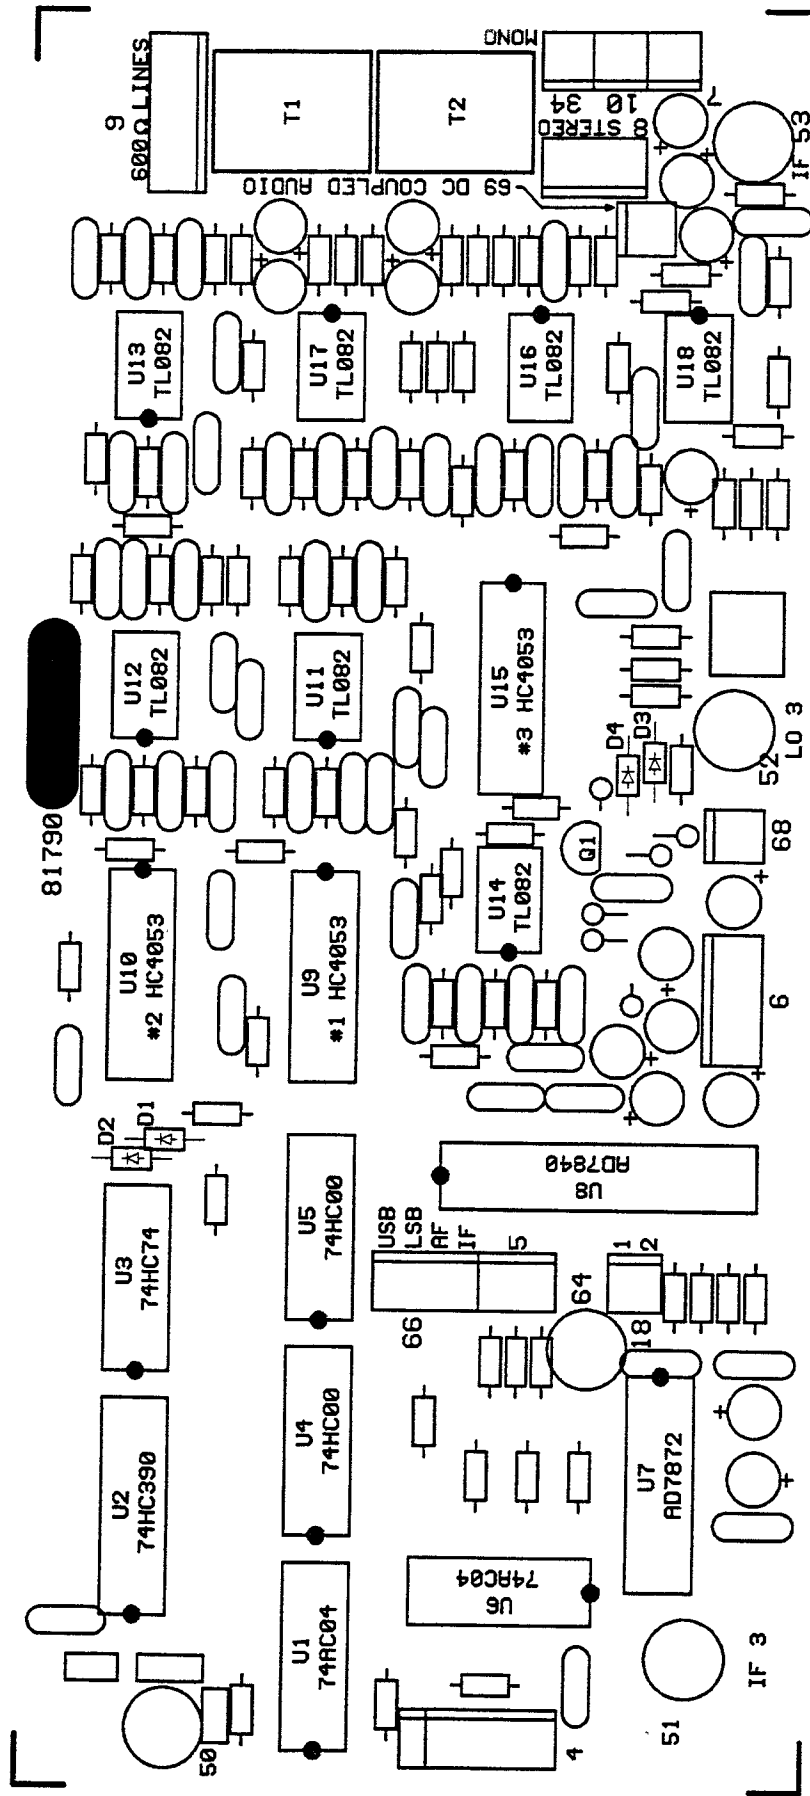 MONO
9
600Ω LINES
T1
T2
34
10
7
8 STEREO
IF 53
69 DC COUPLED AUDIO
U13
TL082
U17
TL082
U16
TL082
U18
TL082
U12
TL082
U11
TL082
U15
#3 HC4053
D4
D3
52
LO 3
81790
Q1
68
U14
TL082
U10
#2 HC4053
U9
#1 HC4053
6
D2
D1
U8
AD7840
U3
74HC74
U5
74HC00
USB
LSB
AF
IF
5
1
2
66
64
18
U2
74HC390
U4
74HC00
U7
AD7872
U6
74AC04
U1
74AC04
50
4
51
IF 3